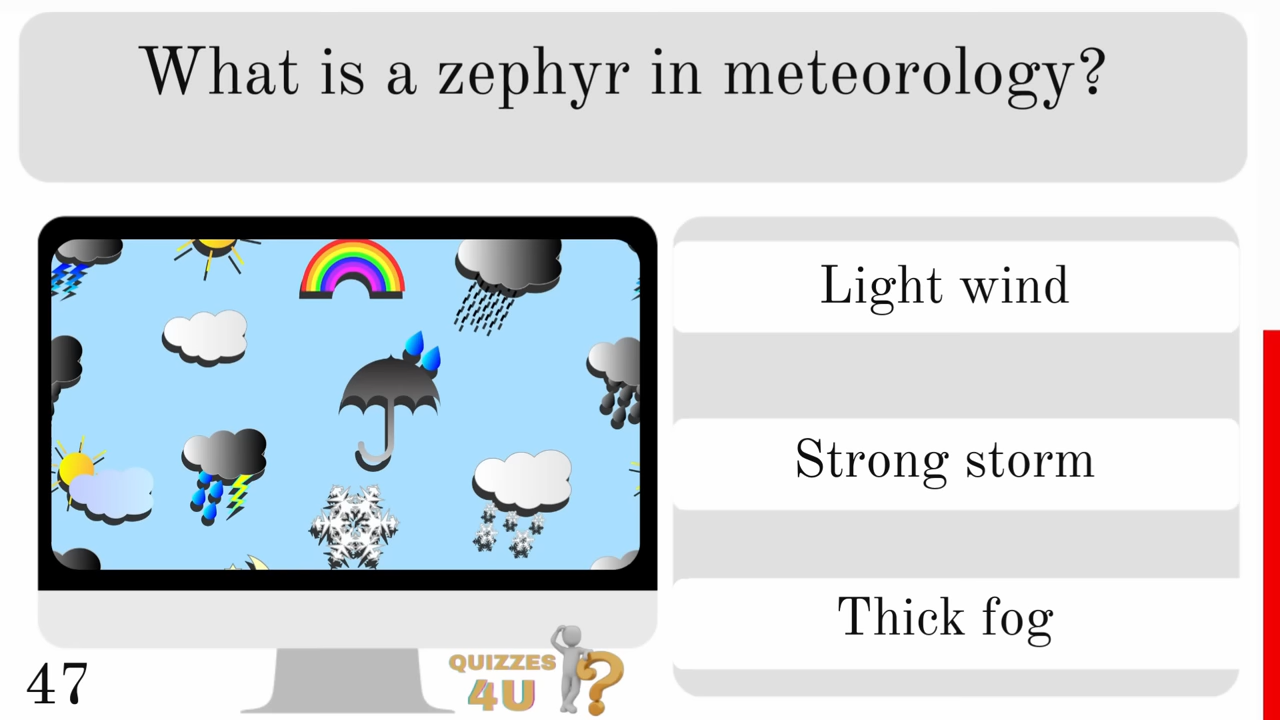 What is a zephyr in meteorology?
Light wind
Strong storm
Thick fog
47
QUIZZES
4U